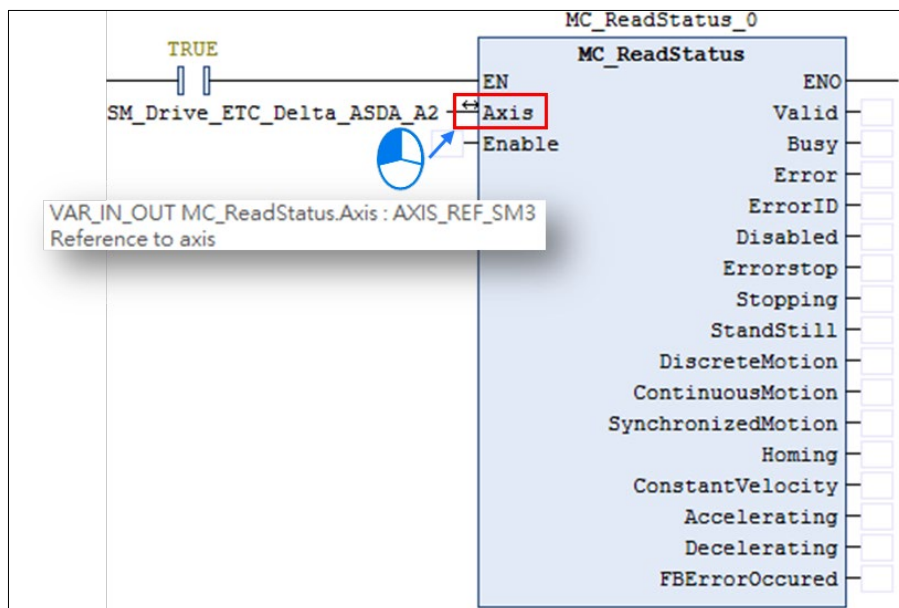 MC_ReadStatus_0
TRUE
MC_ReadStatus
EN
ENO
SM_Drive_ETC_Delta_ASDA_A2
Axis
Valid
Enable
Busy
Error
ErrorID
VAR_IN_OUT MC_ReadStatus.Axis : AXIS_REF_SM3
Reference to axis
Disabled
Errorstop
Stopping
StandStill
DiscreteMotion
ContinuousMotion
SynchronizedMotion
Homing
ConstantVelocity
Accelerating
Decelerating
FBErrorOccured